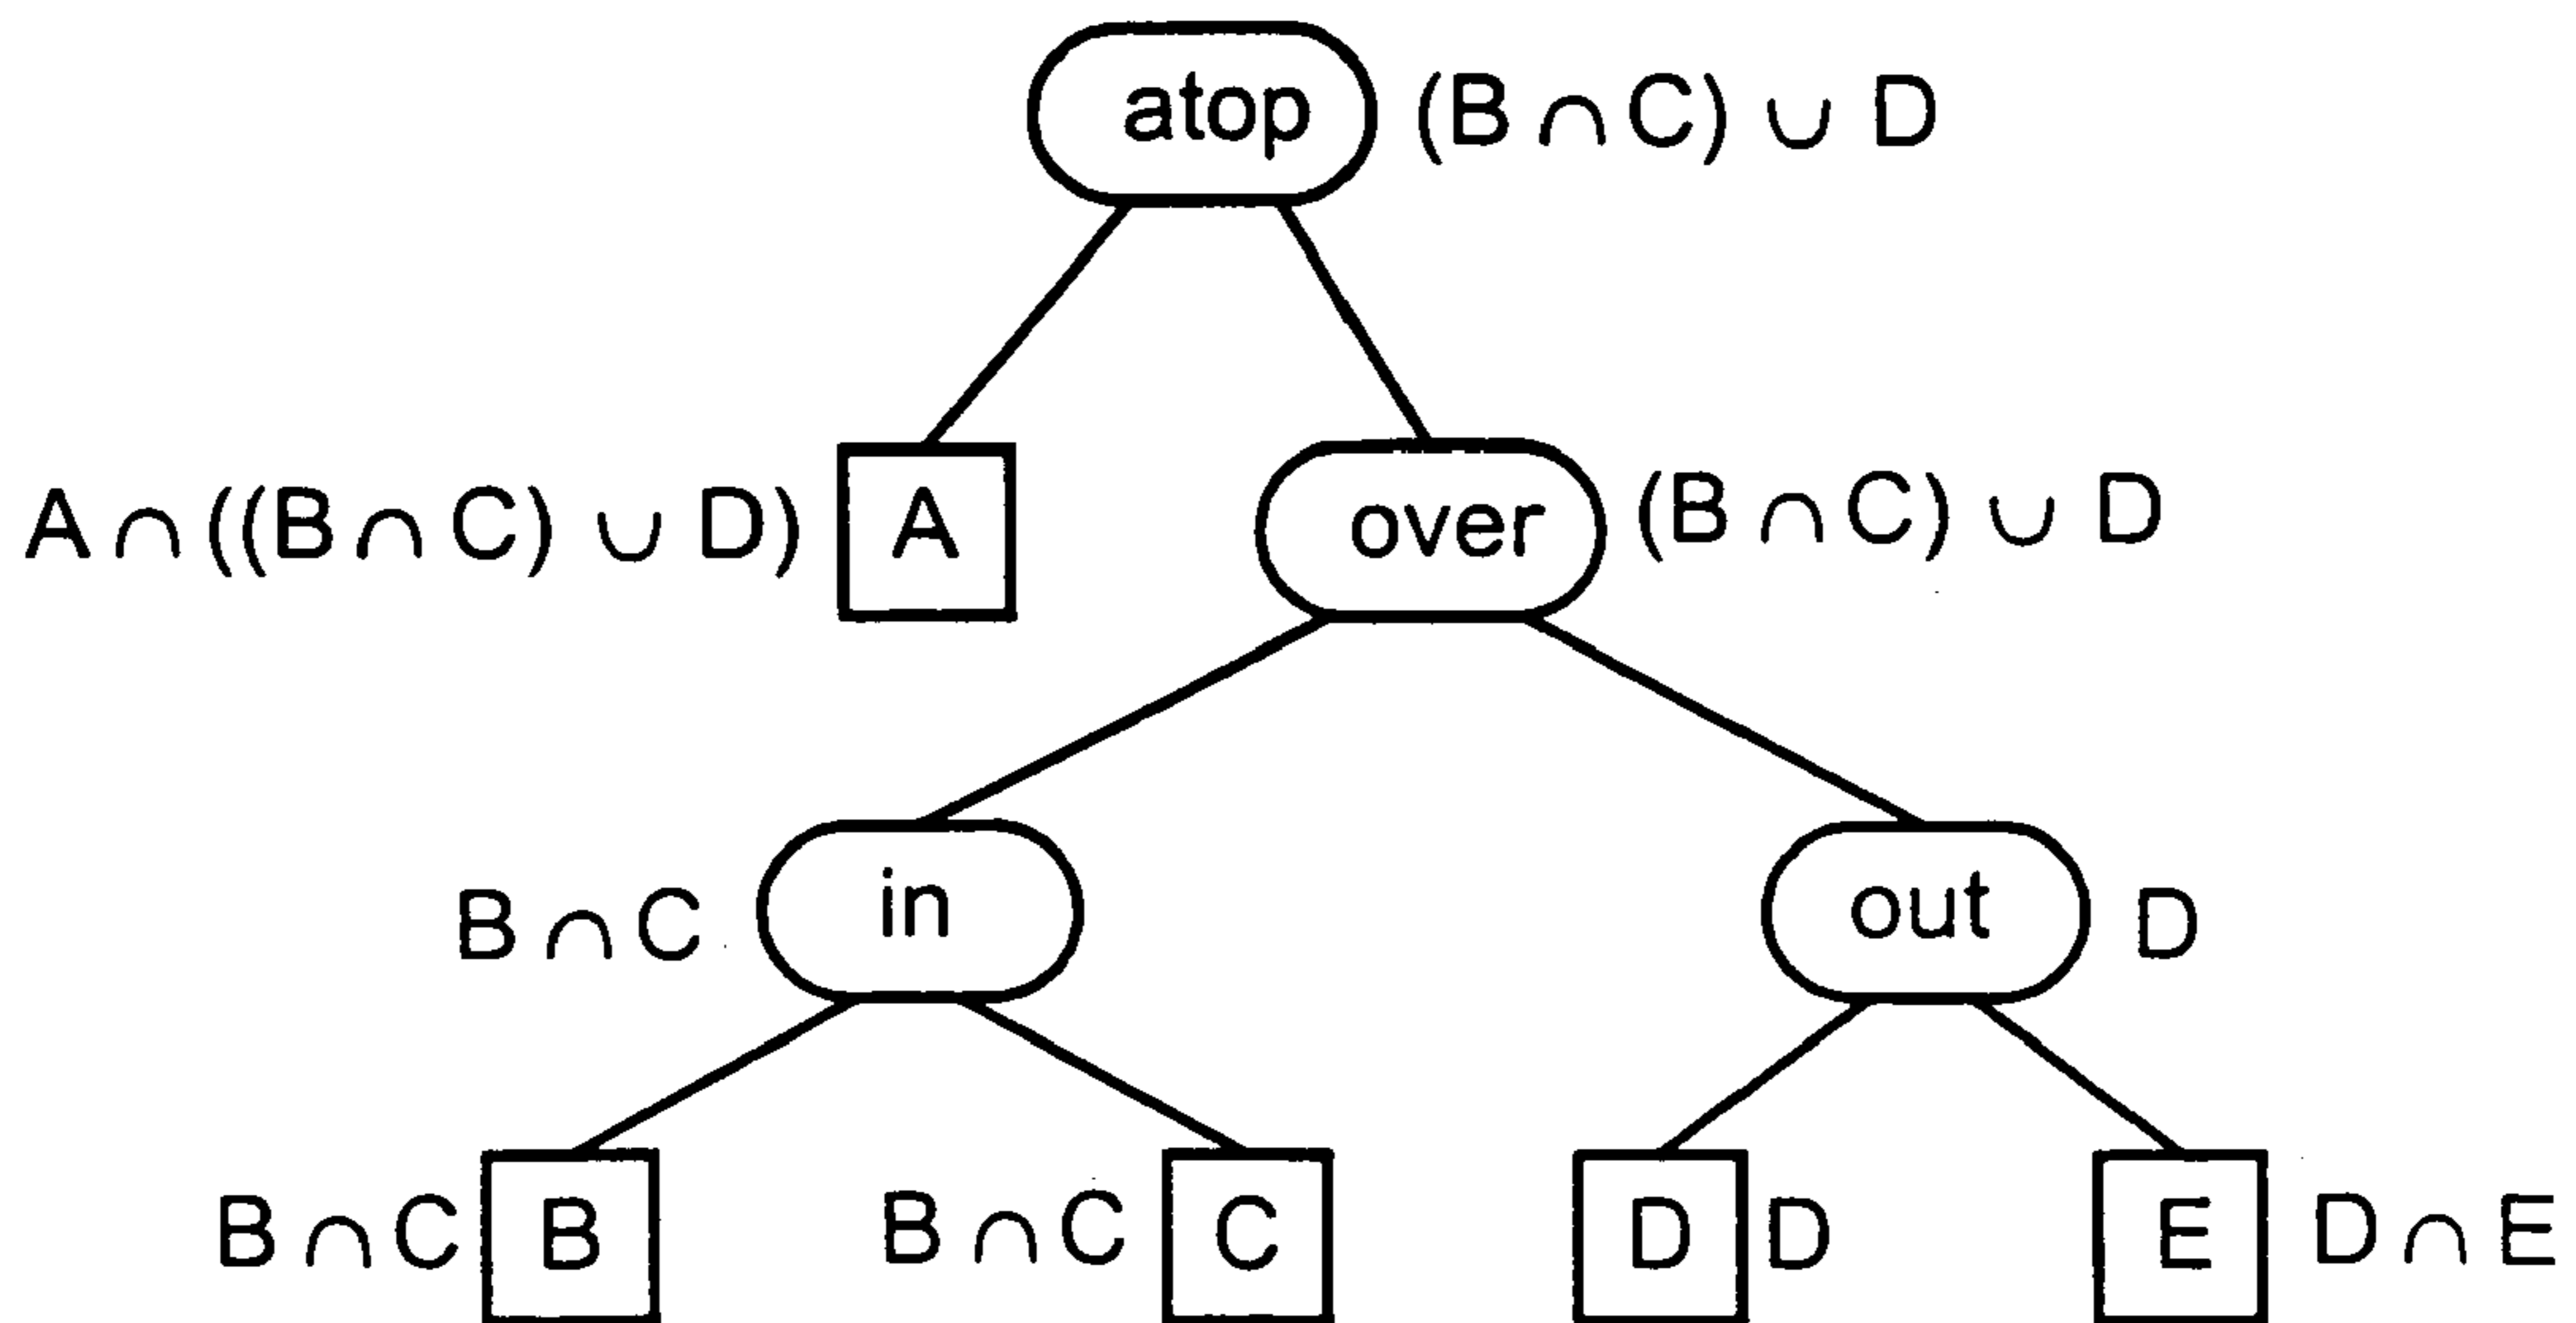 atop (B ∩ C) ∪ D
A ∩ ((B ∩ C) ∪ D) A over (B ∩ C) ∪ D
B ∩ C in out D
B ∩ C B B ∩ C C D D E D ∩ E